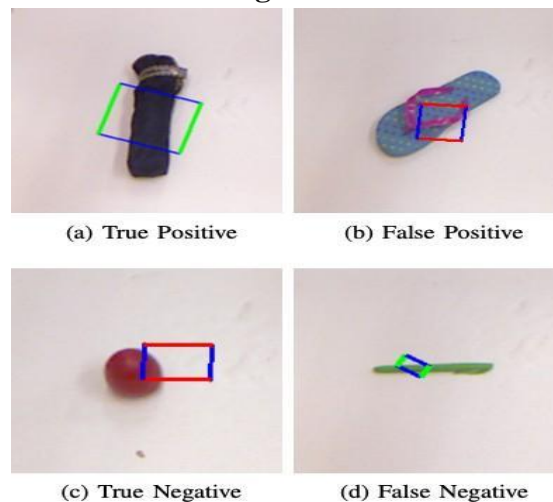 (a) True Positive
(b) False Positive
(c) True Negative
(d) False Negative